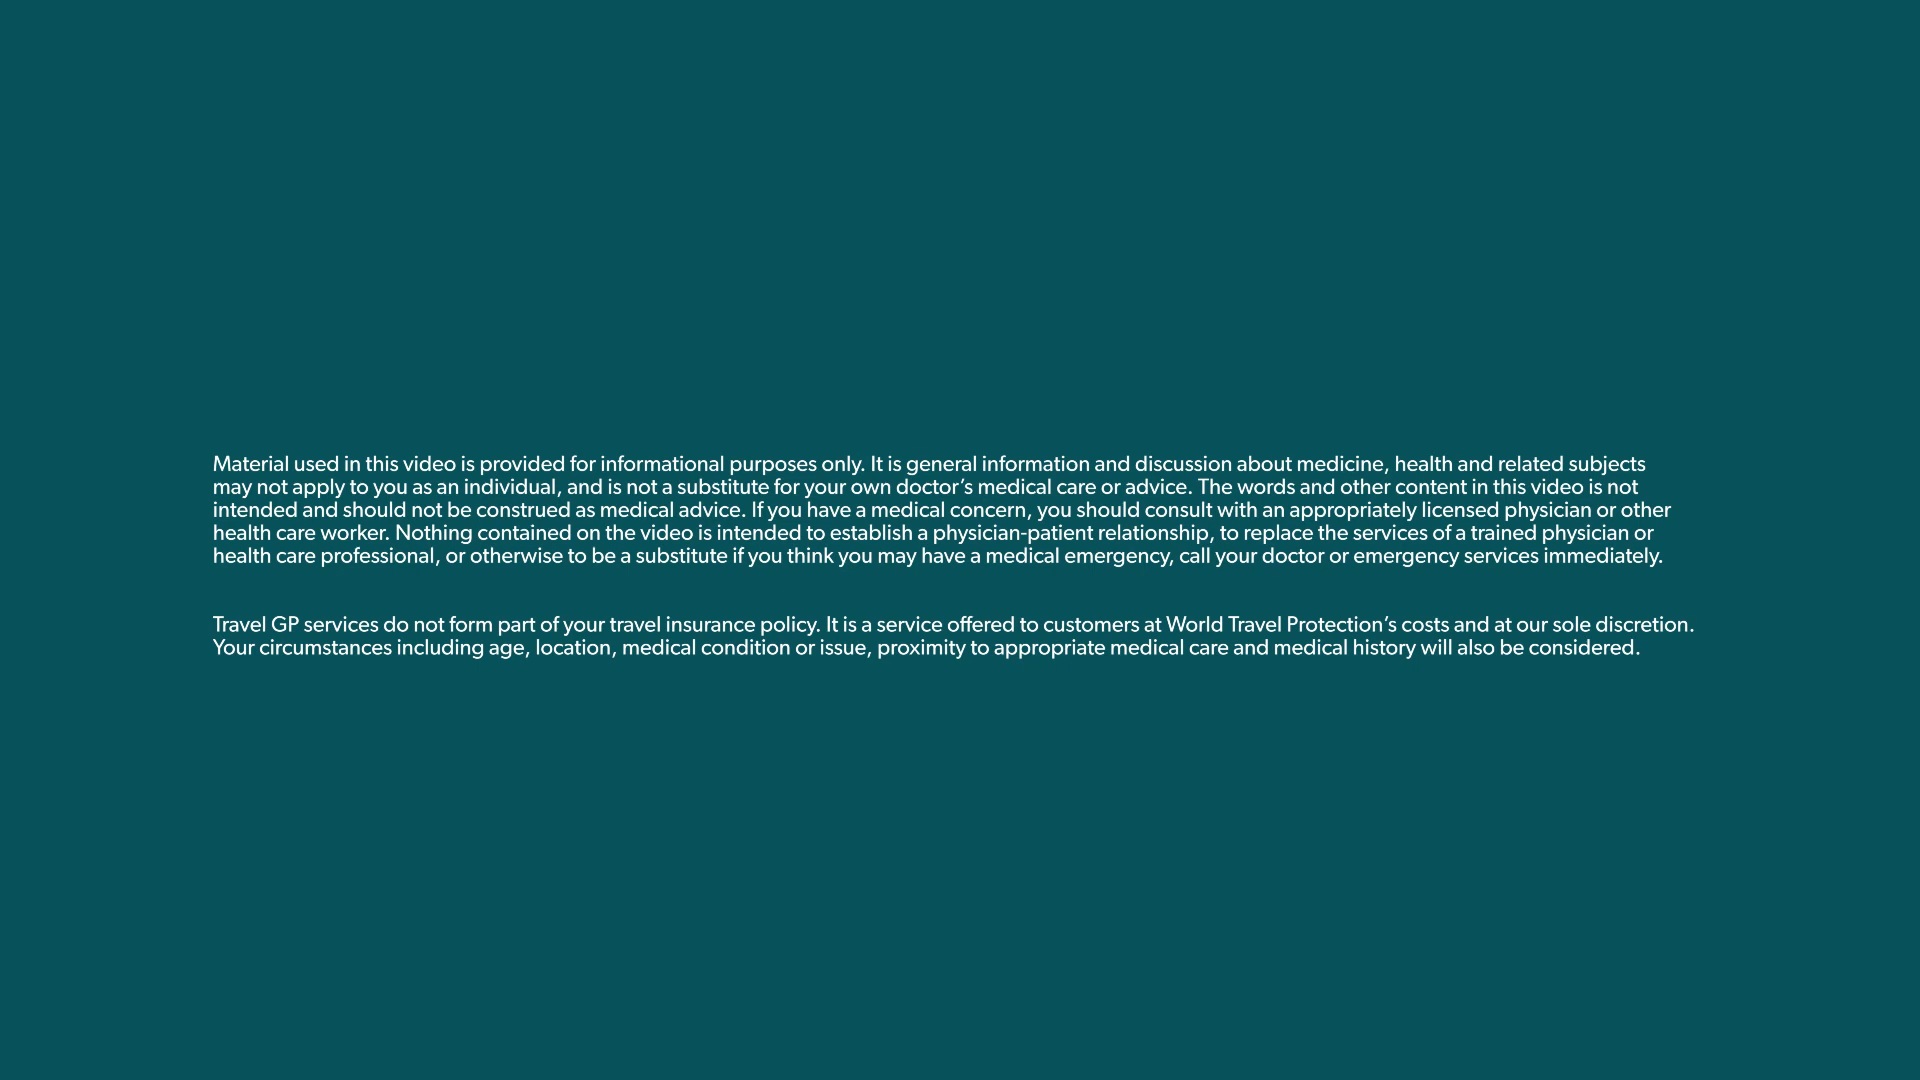 Material used in this video is provided for informational purposes only. It is general information and discussion about medicine, health and related subjects
may not apply to you as an individual, and is not a substitute for your own doctor’s medical care or advice. The words and other content in this video is not
intended and should not be construed as medical advice. If you have a medical concern, you should consult with an appropriately licensed physician or other
health care worker. Nothing contained on the video is intended to establish a physician-patient relationship, to replace the services of a trained physician or
health care professional, or otherwise to be a substitute if you think you may have a medical emergency, call your doctor or emergency services immediately.
Travel GP services do not form part of your travel insurance policy. It is a service offered to customers at World Travel Protection’s costs and at our sole discretion.
Your circumstances including age, location, medical condition or issue, proximity to appropriate medical care and medical history will also be considered.